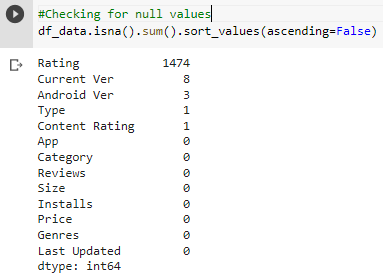 #Checking for null values
df_data.isna().sum().sort_values(ascending=False)
Rating 1474
Current Ver 8
Android Ver 3
Type 1
Content Rating 1
App 0
Category 0
Reviews 0
Size 0
Installs 0
Price 0
Genres 0
Last Updated 0
dtype: int64